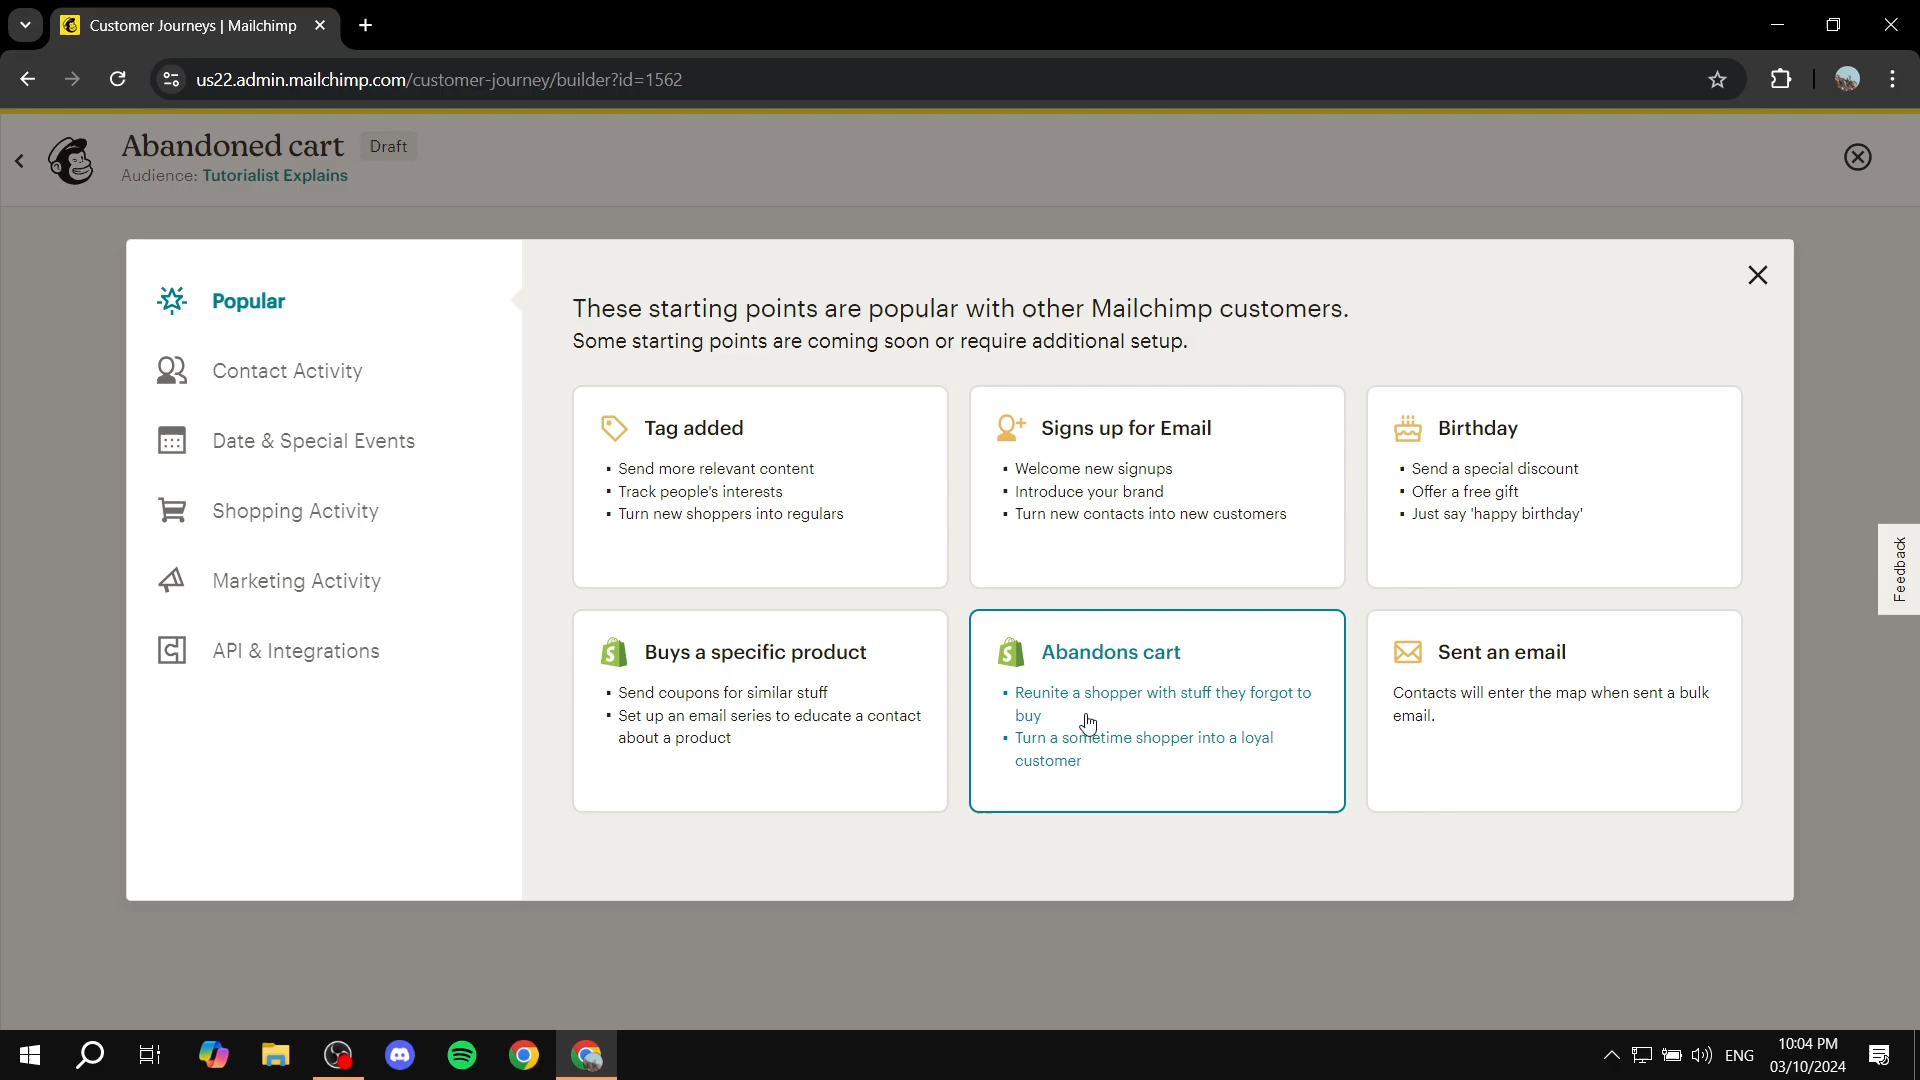 Customer Journeys | Mailchimp
us22.admin.mailchimp.com/customer-journey/builder?id=1562
Abandoned cart Draft
Audience: Tutorialist Explains
Popular
Contact Activity
Date & Special Events
Shopping Activity
Marketing Activity
API & Integrations
These starting points are popular with other Mailchimp customers.
Some starting points are coming soon or require additional setup.
Tag added
▪ Send more relevant content
▪ Track people's interests
▪ Turn new shoppers into regulars
Signs up for Email
▪ Welcome new signups
▪ Introduce your brand
▪ Turn new contacts into new customers
Birthday
▪ Send a special discount
▪ Offer a free gift
▪ Just say 'happy birthday'
Buys a specific product
▪ Send coupons for similar stuff
▪ Set up an email series to educate a contact
about a product
Abandons cart
▪ Reunite a shopper with stuff they forgot to
buy
▪ Turn a sometime shopper into a loyal
customer
Sent an email
Contacts will enter the map when sent a bulk
email.
Feedback
ENG
10:04 PM
03/10/2024